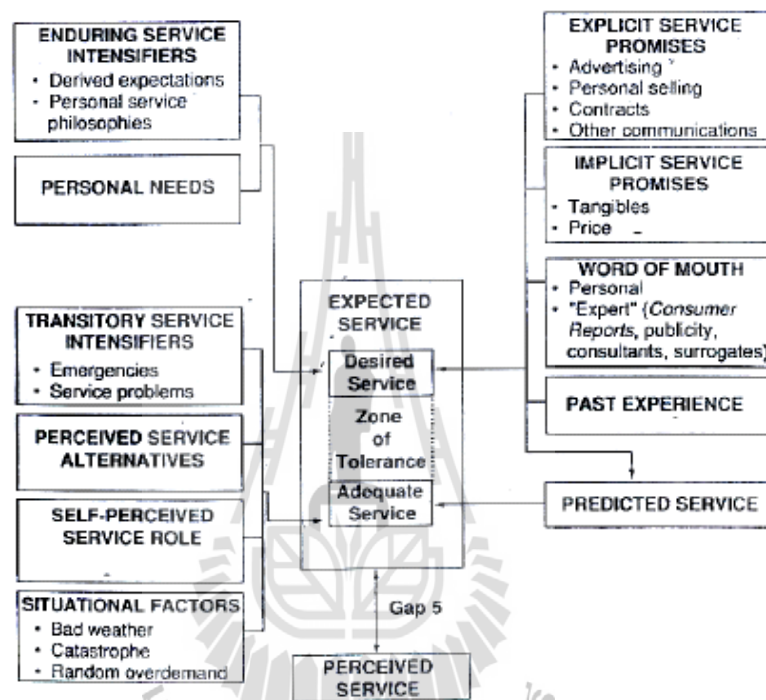 ENDURING SERVICE
INTENSIFIERS
• Derived expectations
• Personal service
philosophies
PERSONAL NEEDS
TRANSITORY SERVICE
INTENSIFIERS
• Emergencies
• Service problems
PERCEIVED SERVICE
ALTERNATIVES
SELF-PERCEIVED
SERVICE ROLE
SITUATIONAL FACTORS
• Bad weather
• Catastrophe
• Random overdemand
EXPECTED
SERVICE
Desired
Service
Zone
of
Tolerance
Adequate
Service
Gap 5
PERCEIVED
SERVICE
EXPLICIT SERVICE
PROMISES
• Advertising
• Personal selling
• Contracts
• Other communications
IMPLICIT SERVICE
PROMISES
• Tangibles
• Price
WORD OF MOUTH
• Personal
• "Expert" (Consumer
Reports, publicity,
consultants, surrogates)
PAST EXPERIENCE
PREDICTED SERVICE